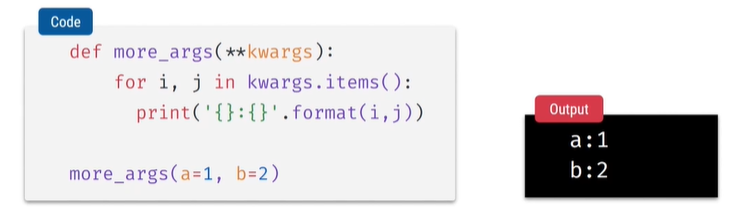 Code
def more_args(**kwargs):
    for i, j in kwargs.items():
      print('{}:{}'.format(i,j))
more_args(a=1, b=2)
Output
a:1
b:2